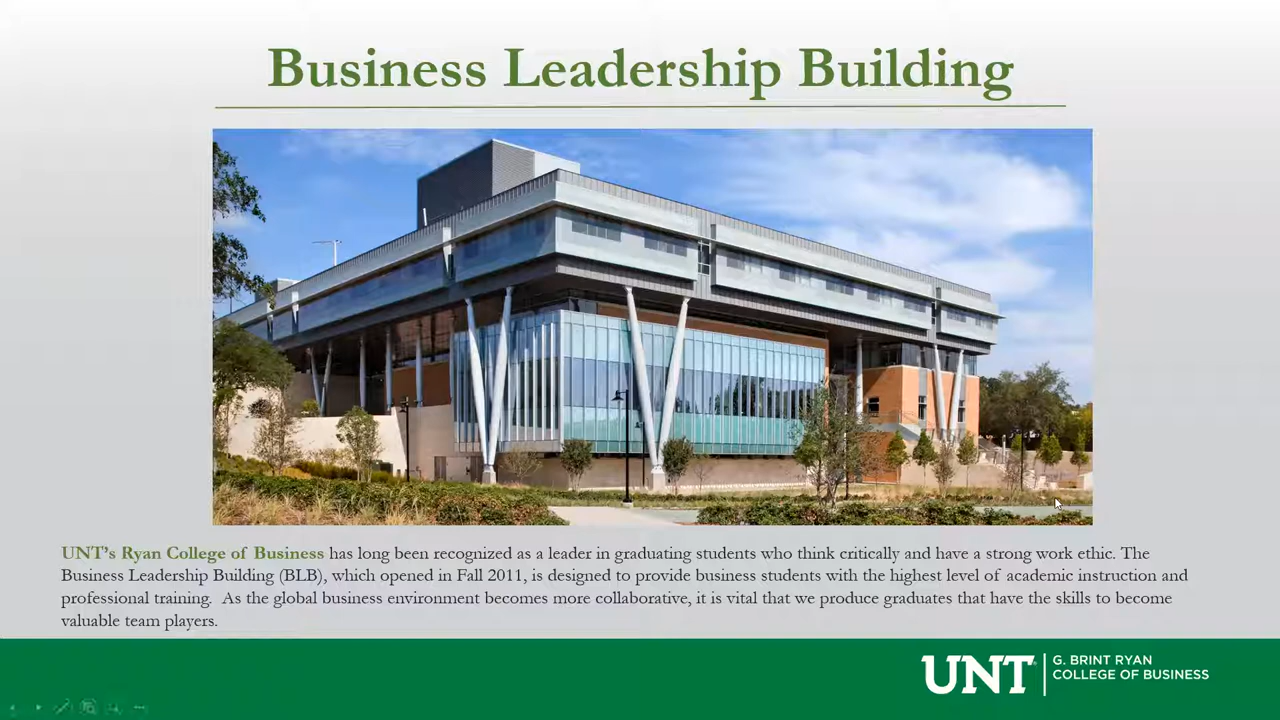 Business Leadership Building
UNT’s Ryan College of Business has long been recognized as a leader in graduating students who think critically and have a strong work ethic. The
Business Leadership Building (BLB), which opened in Fall 2011, is designed to provide business students with the highest level of academic instruction and
professional training.  As the global business environment becomes more collaborative, it is vital that we produce graduates that have the skills to become
valuable team players.
UNT
G. BRINT RYAN
COLLEGE OF BUSINESS